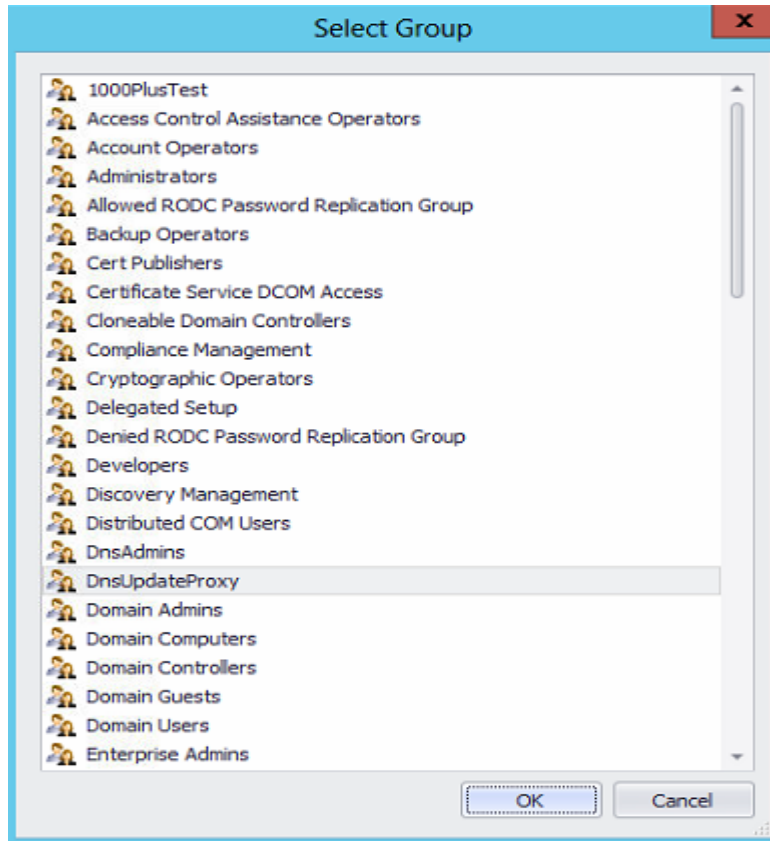 Select Group
x
1000PlusTest
Access Control Assistance Operators
Account Operators
Administrators
Allowed RODC Password Replication Group
Backup Operators
Cert Publishers
Certificate Service DCOM Access
Cloneable Domain Controllers
Compliance Management
Cryptographic Operators
Delegated Setup
Denied RODC Password Replication Group
Developers
Discovery Management
Distributed COM Users
DnsAdmins
DnsUpdateProxy
Domain Admins
Domain Computers
Domain Controllers
Domain Guests
Domain Users
Enterprise Admins
OK Cancel